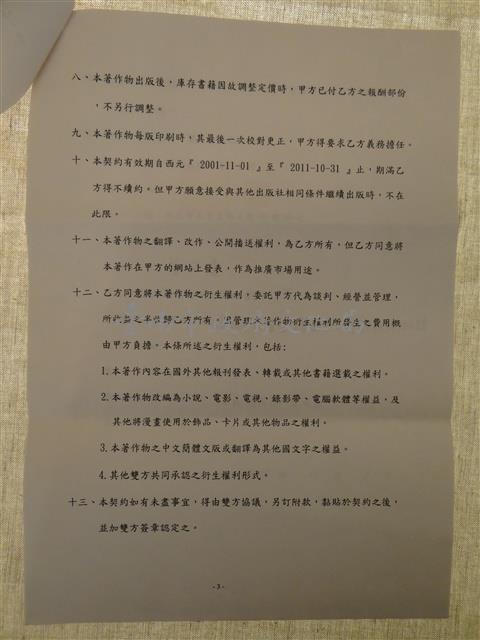 八、本著作物出版後，庫存書籍因故調整定價時，甲方已付乙方之報酬部份
，不另行調整。
九、本著作物每版印刷時，其最後一次校對更正，甲方得要求乙方義務擔任。
十、本契約有效期自西元『 2001-11-01 』至『 2011-10-31 』止，期滿乙
方得不續約。但甲方願意接受與其他出版社相同條件繼續出版時，不在
此限。
十一、本著作物之翻譯、改作、公開播送權利，為乙方所有，但乙方同意將
本著作在甲方的網站上發表，作為推廣市場用途。
十二、乙方同意將本著作物之衍生權利，委託甲方代為談判、經營並管理，
所收益之半數歸乙方所有，因管理本著作物衍生權利所發生之費用概
由甲方負擔。本條所述之衍生權利，包括:
1.本著作內容在國外其他報刊發表、轉載或其他書籍選載之權利。
2.本著作物改編為小說、電影、電視、錄影帶、電腦軟體等權益，及
其他將漫畫使用於飾品、卡片或其他物品之權利。
3.本著作物之中文簡體文版或翻譯為其他國文字之權益。
4.其他雙方共同承認之衍生權利形式。
十三、本契約如有未盡事宜，得由雙方協議，另訂附款，黏貼於契約之後，
並加雙方簽章認定之。
-3-